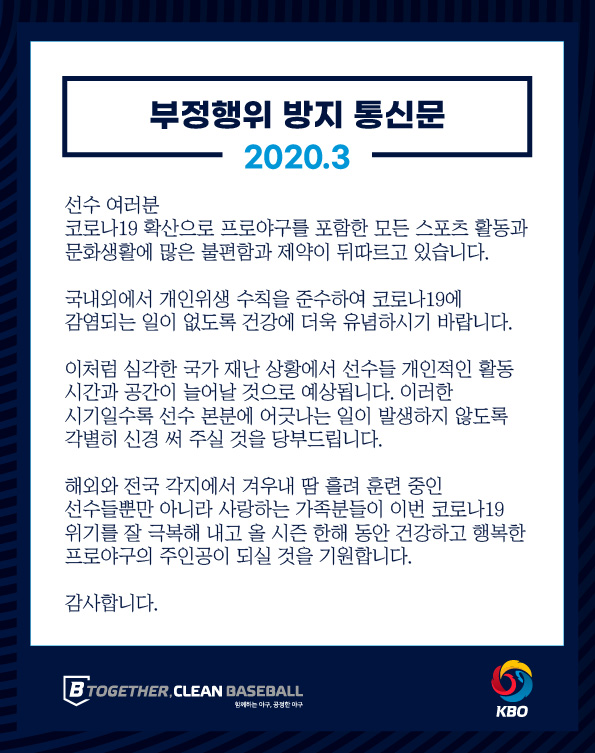 부정행위 방지 통신문
2020.3
선수 여러분
코로나19 확산으로 프로야구를 포함한 모든 스포츠 활동과
문화생활에 많은 불편함과 제약이 뒤따르고 있습니다.
국내외에서 개인위생 수칙을 준수하여 코로나19에
감염되는 일이 없도록 건강에 더욱 유념하시기 바랍니다.
이처럼 심각한 국가 재난 상황에서 선수들 개인적인 활동
시간과 공간이 늘어날 것으로 예상됩니다. 이러한
시기일수록 선수 본분에 어긋나는 일이 발생하지 않도록
각별히 신경 써 주실 것을 당부드립니다.
해외와 전국 각지에서 겨우내 땀 흘려 훈련 중인
선수들뿐만 아니라 사랑하는 가족분들이 이번 코로나19
위기를 잘 극복해 내고 올 시즌 한해 동안 건강하고 행복한
프로야구의 주인공이 되실 것을 기원합니다.
감사합니다.
B TOGETHER, CLEAN BASEBALL
함께하는 야구, 공정한 야구
KBO